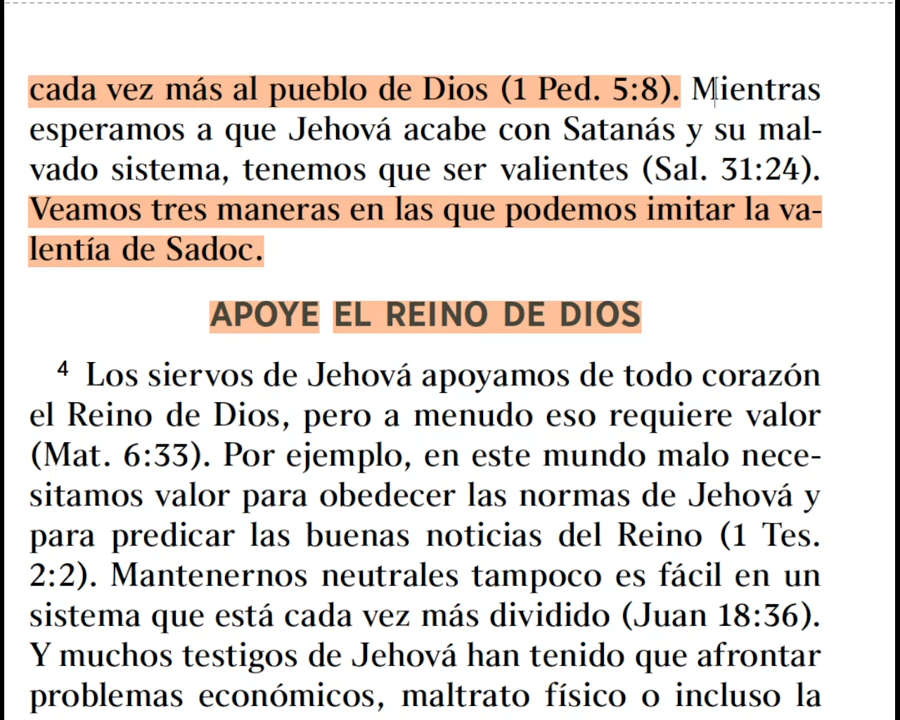 cada vez más al pueblo de Dios (1 Ped. 5:8). Mientras
esperamos a que Jehová acabe con Satanás y su mal-
vado sistema, tenemos que ser valientes (Sal. 31:24).
Veamos tres maneras en las que podemos imitar la va-
lentía de Sadoc.
APOYE EL REINO DE DIOS
4 Los siervos de Jehová apoyamos de todo corazón
el Reino de Dios, pero a menudo eso requiere valor
(Mat. 6:33). Por ejemplo, en este mundo malo nece-
sitamos valor para obedecer las normas de Jehová y
para predicar las buenas noticias del Reino (1 Tes.
2:2). Mantenernos neutrales tampoco es fácil en un
sistema que está cada vez más dividido (Juan 18:36).
Y muchos testigos de Jehová han tenido que afrontar
problemas económicos, maltrato físico o incluso la